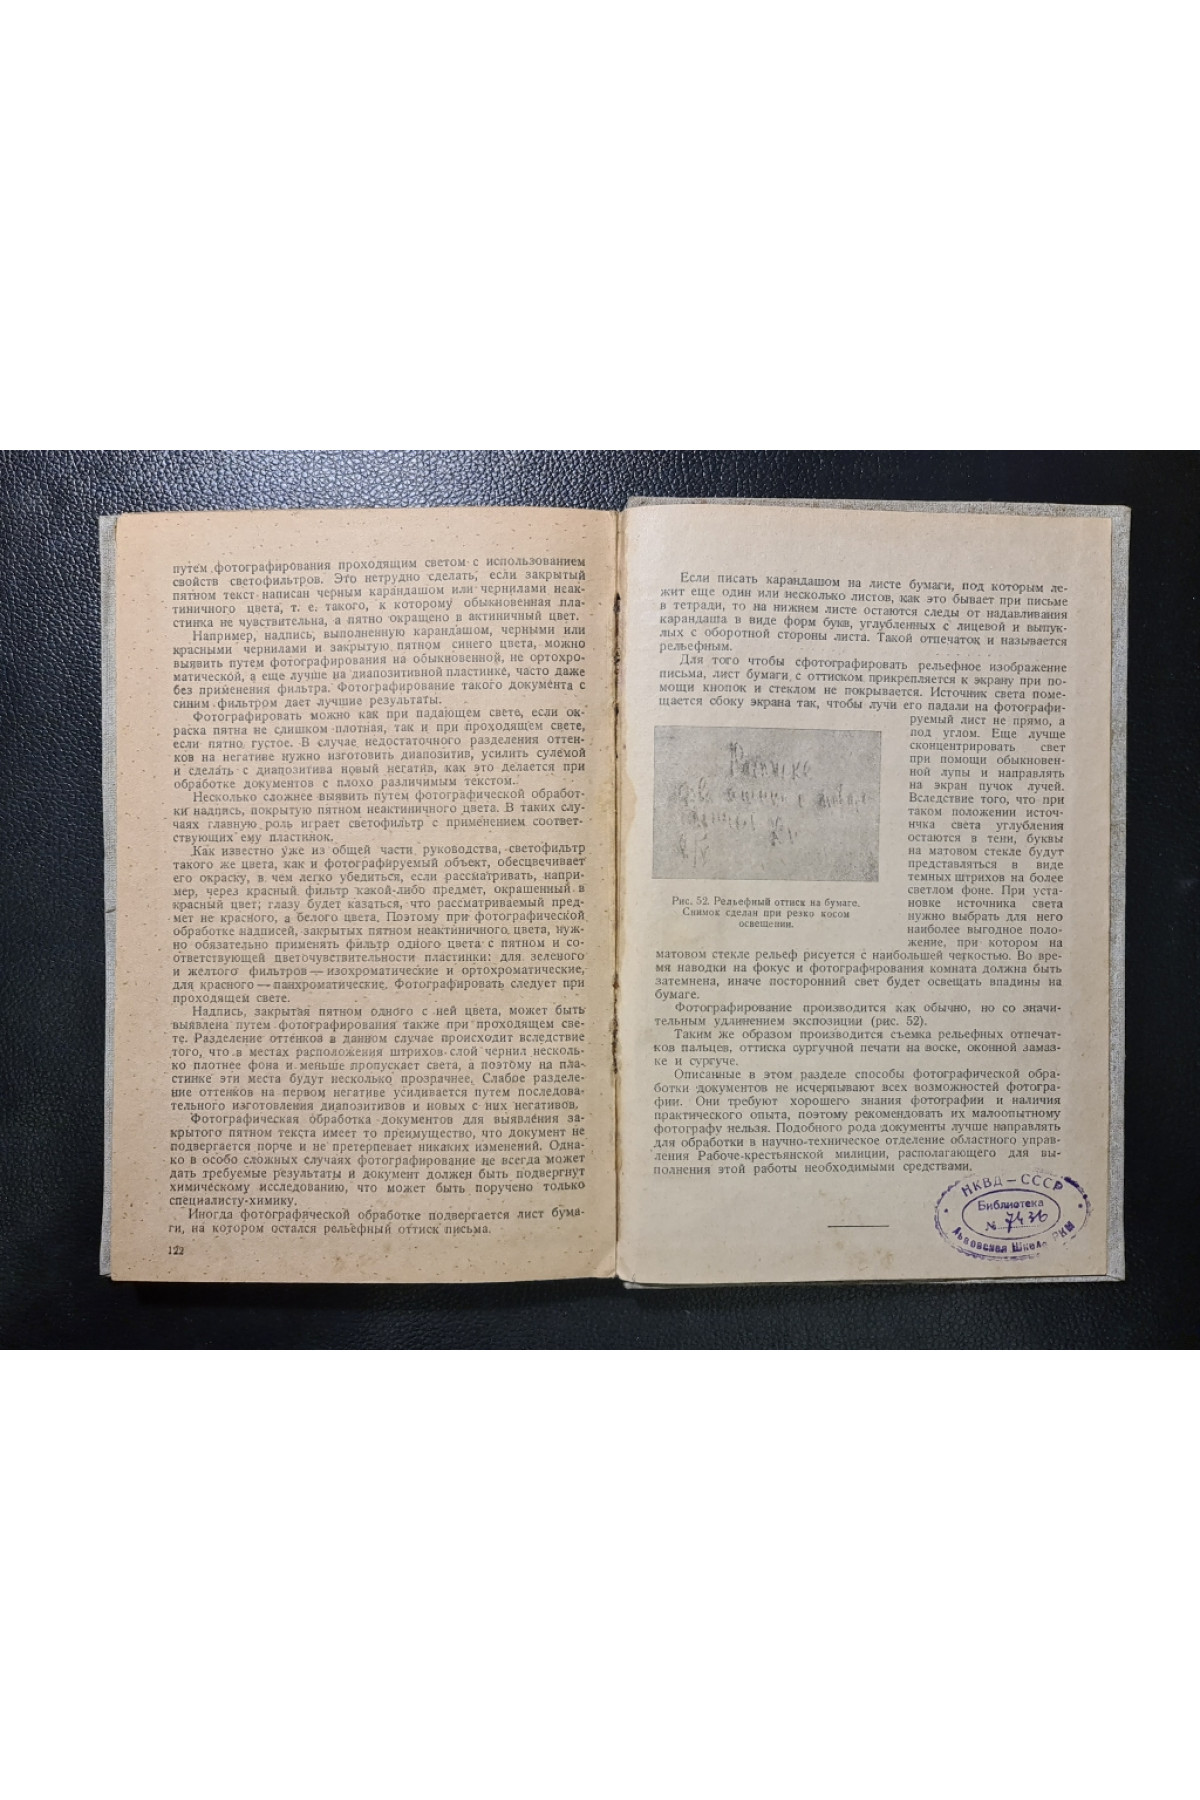 путем фотографирования проходящим светом с использованием
свойств светофильтров. Это нетрудно сделать, если закрытый
пятном текст написан черным карандашом или чернилами неак-
тиничного цвета, т. е. такого, к которому обыкновенная пла-
стинка не чувствительна, а пятно окрашено в актиничный цвет.
Например, надпись, выполненную карандашом, черными или
красными чернилами и закрытую пятном синего цвета, можно
выявить путем фотографирования на обыкновенной, не ортохро-
матической, а еще лучше на диапозитивной пластинке, часто даже
без применения фильтра. Фотографирование такого документа с
синим фильтром дает лучшие результаты.
Фотографировать можно как при падающем свете, если ок-
раска пятна не слишком плотная, так и при проходящем свете,
если пятно густое. В случае недостаточного разделения оттен-
ков на негативе нужно изготовить диапозитив, усилить сулемой
и сделать с диапозитива новый негатив, как это делается при
обработке документов с плохо различимым текстом.
Несколько сложнее выявить путем фотографической обработ-
ки надпись, покрытую пятном неактиничного цвета. В таких слу-
чаях главную роль играет светофильтр с применением соответ-
ствующих ему пластинок.
Как известно уже из общей части руководства, светофильтр
такого же цвета, как и фотографируемый объект, обесцвечивает
его окраску, в чем легко убедиться, если рассматривать, напри-
мер, через красный фильтр какой-либо предмет, окрашенный в
красный цвет; глазу будет казаться, что рассматриваемый пред-
мет не красного, а белого цвета. Поэтому при фотографической
обработке надписей, закрытых пятном неактиничного цвета, нуж-
но обязательно применять фильтр одного цвета с пятном и со-
ответствующей цветочувствительности пластинки: для зеленого
и желтого фильтров — изохроматические и ортохроматические,
для красного — панхроматические. Фотографировать следует при
проходящем свете.
Надпись, закрытая пятном одного с ней цвета, может быть
выявлена путем фотографирования также при проходящем све-
те. Разделение оттенков в данном случае происходит вследствие
того, что в местах расположения штрихов слой чернил несколь-
ко плотнее фона и меньше пропускает света, а поэтому на пла-
стинке эти места будут несколько прозрачнее. Слабое разделе-
ние оттенков на первом негативе усиливается путем последова-
тельного изготовления диапозитивов и новых с них негативов.
Фотографическая обработка документов для выявления за-
крытого пятном текста имеет то преимущество, что документ не
подвергается порче и не претерпевает никаких изменений. Одна-
ко в особо сложных случаях фотографирование не всегда может
дать требуемые результаты и документ должен быть подвергнут
химическому исследованию, что может быть поручено только
специалисту-химику.
Иногда фотографической обработке подвергается лист бума-
ги, на котором остался рельефный оттиск письма.
122
Если писать карандашом на листе бумаги, под которым ле-
жит еще один или несколько листов, как это бывает при письме
в тетради, то на нижнем листе остаются следы от надавливания
карандаша в виде форм букв, углубленных с лицевой и выпук-
лых с оборотной стороны листа. Такой отпечаток и называется
рельефным.
Для того чтобы сфотографировать рельефное изображение
письма, лист бумаги с оттиском прикрепляется к экрану при по-
мощи кнопок и стеклом не покрывается. Источник света поме-
щается сбоку экрана так, чтобы лучи его падали на фотографи-
руемый лист не прямо, а
под углом. Еще лучше
сконцентрировать свет
при помощи обыкновен-
ной лупы и направлять
на экран пучок лучей.
Вследствие того, что при
таком положении источ-
ника света углубления
остаются в тени, буквы
на матовом стекле будут
представляться в виде
темных штрихов на более
светлом фоне. При уста-
новке источника света
нужно выбрать для него
наиболее выгодное поло-
жение, при котором на
Рис. 52. Рельефный оттиск на бумаге.
Снимок сделан при резко косом
освещении.
матовом стекле рельеф рисуется с наибольшей четкостью. Во вре-
мя наводки на фокус и фотографирования комната должна быть
затемнена, иначе посторонний свет будет освещать впадины на
бумаге.
Фотографирование производится как обычно, но со значи-
тельным удлинением экспозиции (рис. 52).
Таким же образом производится съемка рельефных отпечат-
ков пальцев, оттиска сургучной печати на воске, оконной замаз-
ке и сургуче.
Описанные в этом разделе способы фотографической обра-
ботки документов не исчерпывают всех возможностей фотогра-
фии. Они требуют хорошего знания фотографии и наличия
практического опыта, поэтому рекомендовать их малоопытному
фотографу нельзя. Подобного рода документы лучше направлять
для обработки в научно-техническое отделение областного управ-
ления Рабоче-крестьянской милиции, располагающего для вы-
полнения этой работы необходимыми средствами.
НКВД — СССР
Библиотека
№ 7436
Львовская Школа РКМ